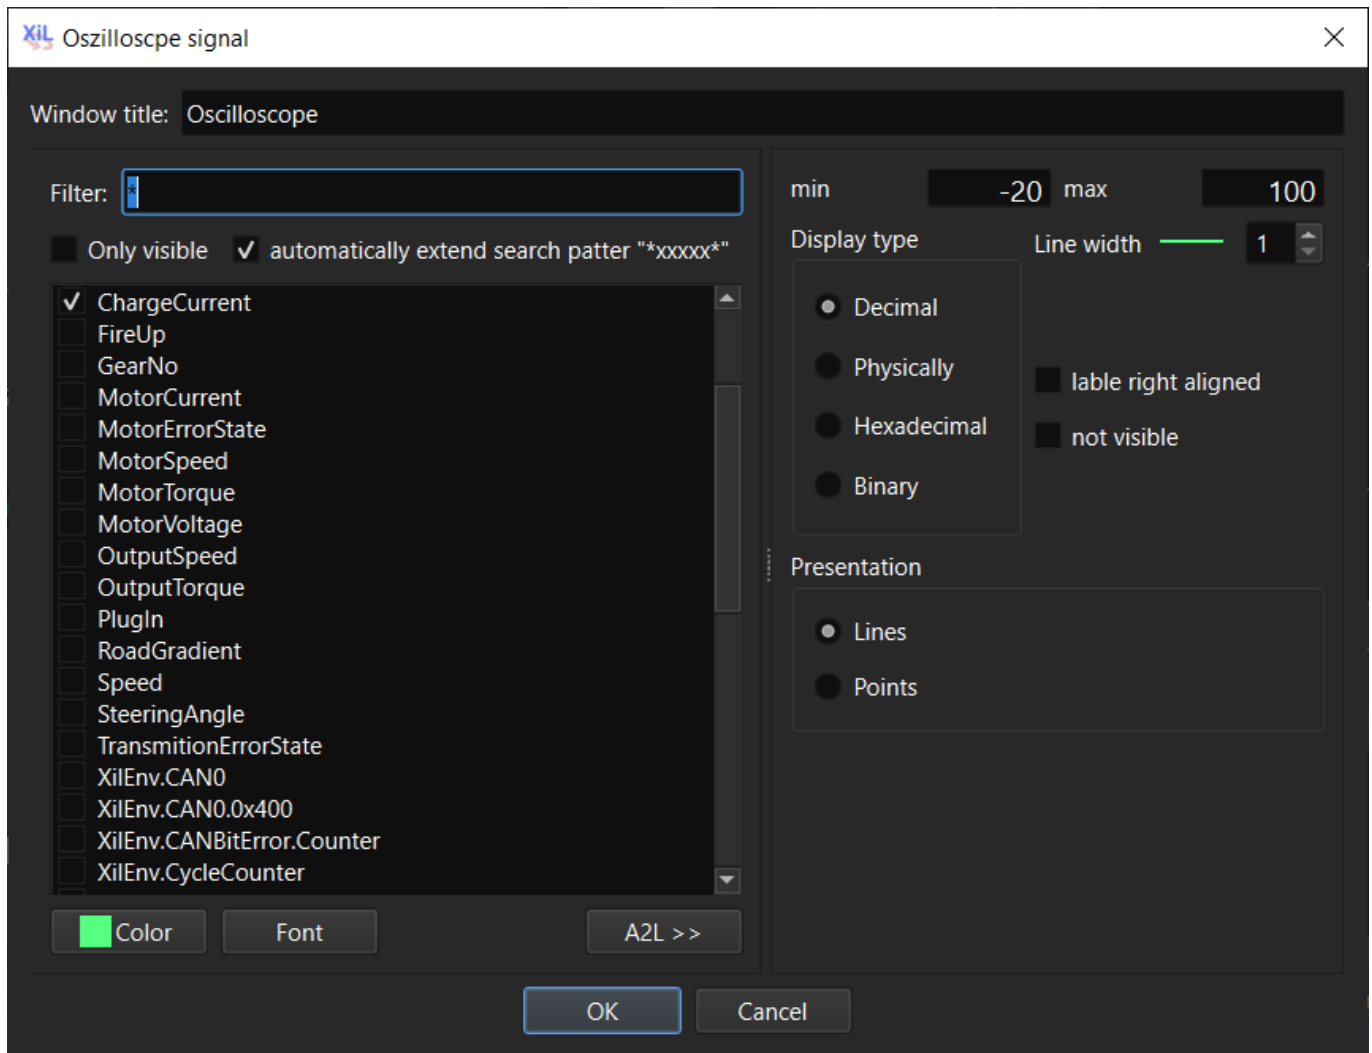 XiL Oszilloscpe signal
Window title: Oscilloscope
Filter: *
Only visible automatically extend search patter "*xxxxx*"
ChargeCurrent
FireUp
GearNo
MotorCurrent
MotorErrorState
MotorSpeed
MotorTorque
MotorVoltage
OutputSpeed
OutputTorque
PlugIn
RoadGradient
Speed
SteeringAngle
TransmitionErrorState
XilEnv.CAN0
XilEnv.CAN0.0x400
XilEnv.CANBitError.Counter
XilEnv.CycleCounter
Color Font A2L >>
min -20 max 100
Display type Line width 1
Decimal
Physically
Hexadecimal
Binary
lable right aligned
not visible
Presentation
Lines
Points
OK Cancel